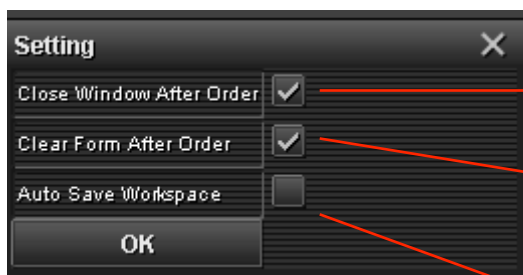 Setting
Close Window After Order
Clear Form After Order
Auto Save Workspace
OK